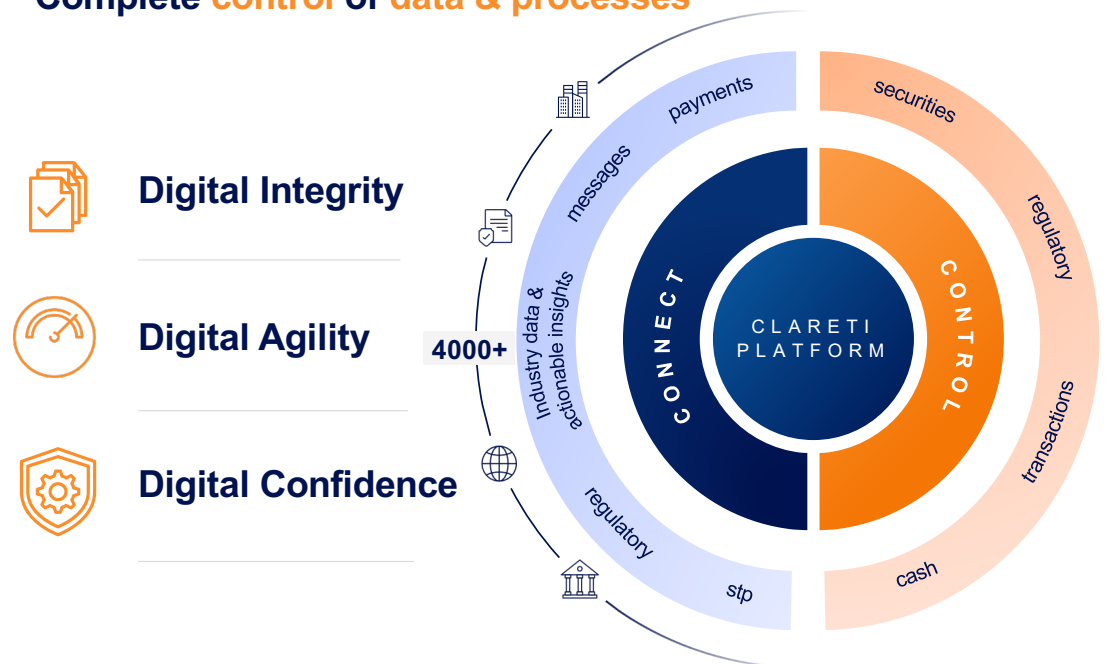 Complete control of data & processes
Digital Integrity
Digital Agility
Digital Confidence
4000+
payments
messages
Industry data &
actionable insights
regulatory
stp
CONNECT
CLARETI
PLATFORM
CONTROL
securities
regulatory
transactions
cash